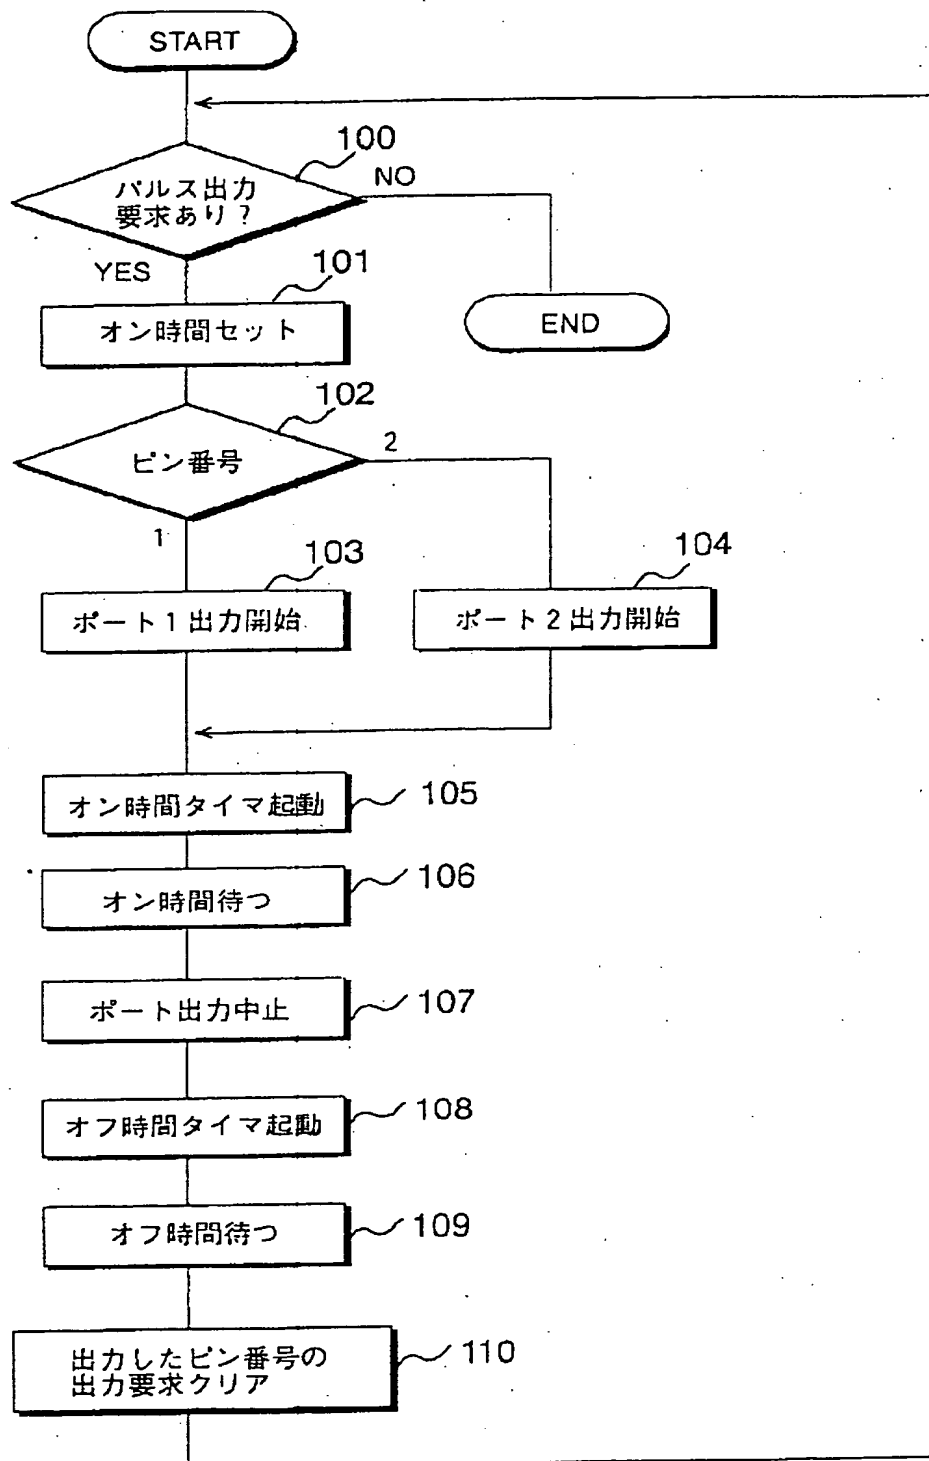 START
100
パルス出力
要求あり?
NO
YES
101
オン時間セット
END
102
ピン番号
2
1
103
ポート1出力開始
104
ポート2出力開始
オン時間タイマ起動
105
オン時間待つ
106
ポート出力中止
107
オフ時間タイマ起動
108
オフ時間待つ
109
出力したピン番号の
出力要求クリア
110